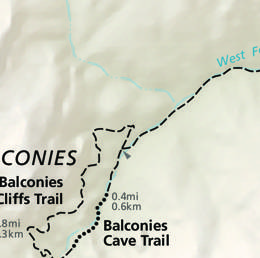 West F
CONIES
Balconies
Cliffs Trail
0.4mi
0.6km
.8mi
.3km
Balconies
Cave Trail